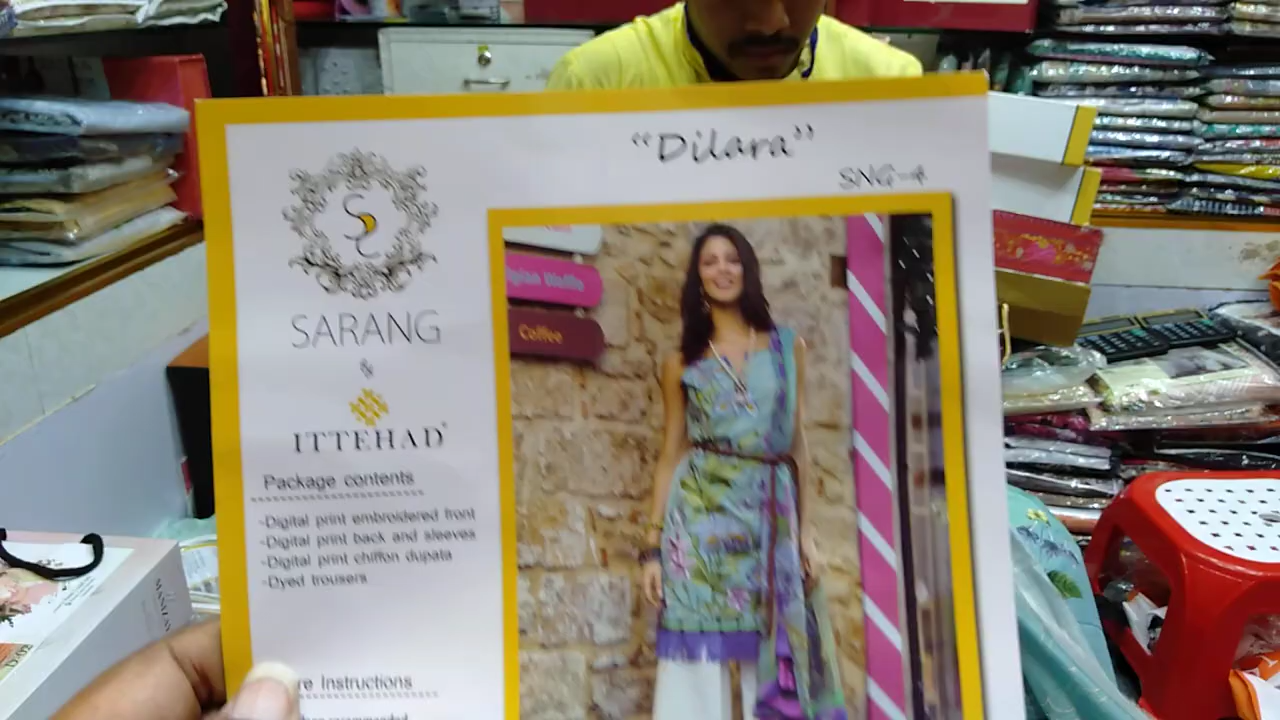 “Dilara”
SNG-4
SARANG
&
ITTEHAD
Package contents
-Digital print embroidered front
-Digital print back and sleeves
-Digital print chiffon dupata
-Dyed trousers
re Instructions
Coffee